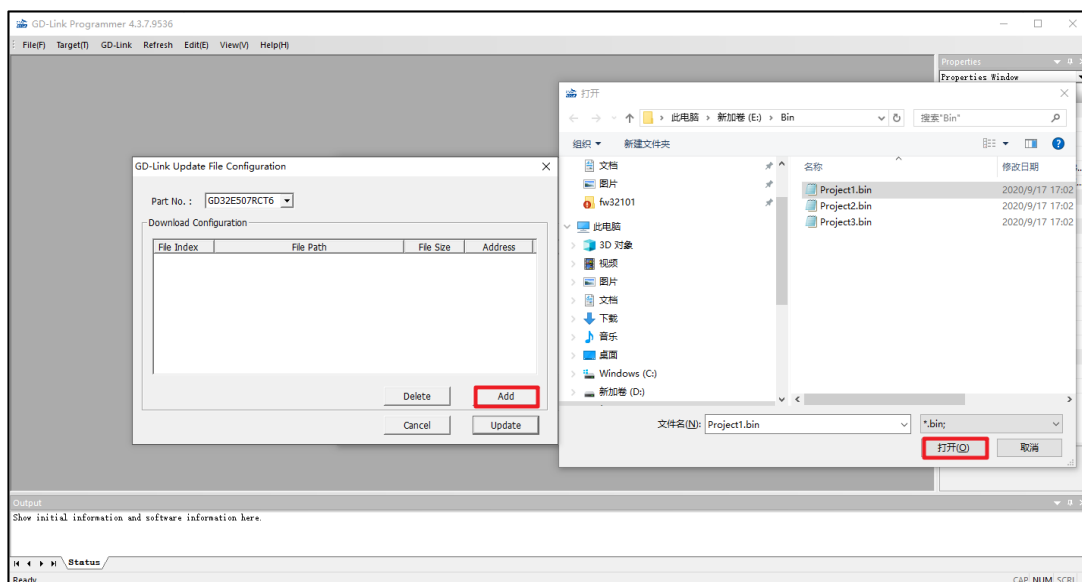 GD-Link Programmer 4.3.7.9536
File(F) Target(T) GD-Link Refresh Edit(E) View(V) Help(H)
Properties
Properties Window
打开
此电脑 › 新加卷 (E:) › Bin
搜索"Bin"
组织 新建文件夹
GD-Link Update File Configuration
Part No. : GD32E507RCT6
Download Configuration
File Index File Path File Size Address
Delete Add
Cancel Update
文档
图片
fw32101
此电脑
3D 对象
视频
图片
文档
下载
音乐
桌面
Windows (C:)
新加卷 (D:)
名称 修改日期
Project1.bin 2020/9/17 17:02
Project2.bin 2020/9/17 17:02
Project3.bin 2020/9/17 17:02
文件名(N): Project1.bin *.bin;
打开(O) 取消
Output
Show initial information and software information here.
Status
Ready CAP NUM SCRL